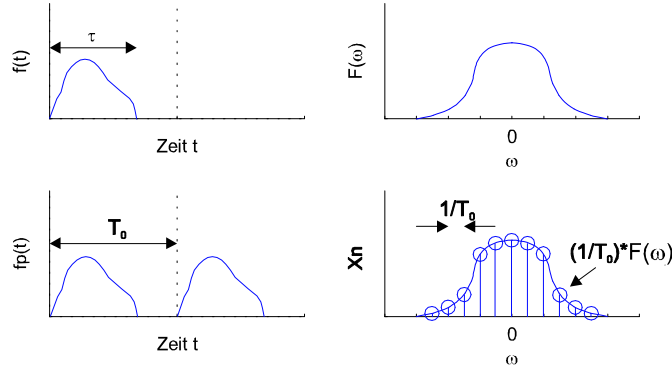 f(t)
τ
Zeit t
F(ω)
0
ω
fp(t)
T₀
Zeit t
Xn
1/T₀
(1/T₀)*F(ω)
0
ω